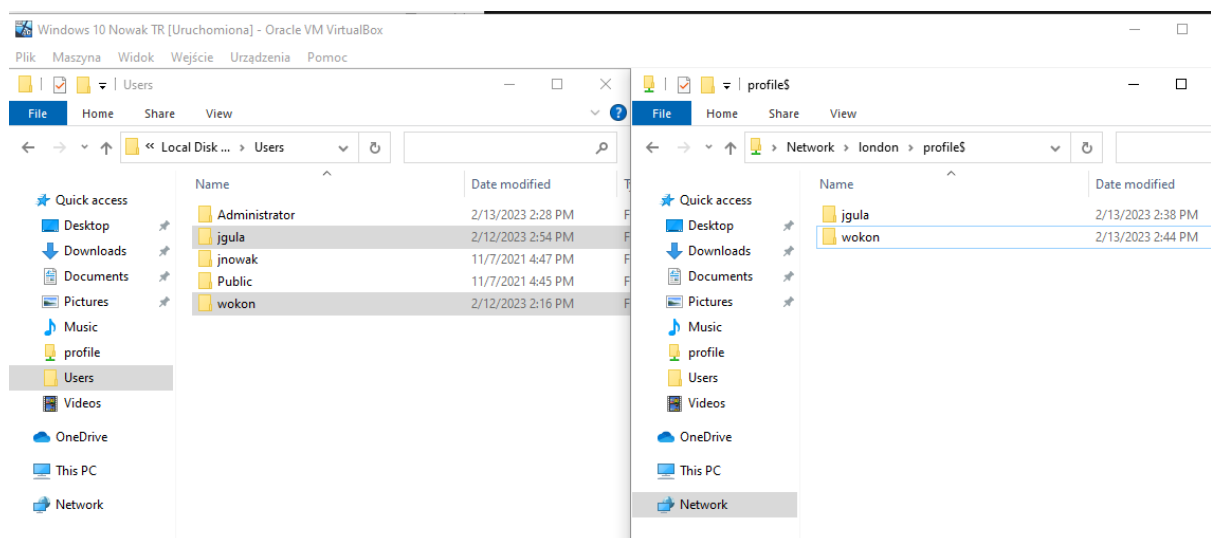 Windows 10 Nowak TR [Uruchomiona] - Oracle VM VirtualBox
Plik Maszyna Widok Wejście Urządzenia Pomoc
Users
File Home Share View
« Local Disk ... › Users
Name Date modified
Quick access
Desktop
Downloads
Documents
Pictures
Music
profile
Users
Videos
OneDrive
This PC
Network
Administrator 2/13/2023 2:28 PM
jgula 2/12/2023 2:54 PM
jnowak 11/7/2021 4:47 PM
Public 11/7/2021 4:45 PM
wokon 2/12/2023 2:16 PM
profile$
File Home Share View
› Network › london › profile$
Name Date modified
Quick access
Desktop
Downloads
Documents
Pictures
Music
profile
Users
Videos
OneDrive
This PC
Network
jgula 2/13/2023 2:38 PM
wokon 2/13/2023 2:44 PM